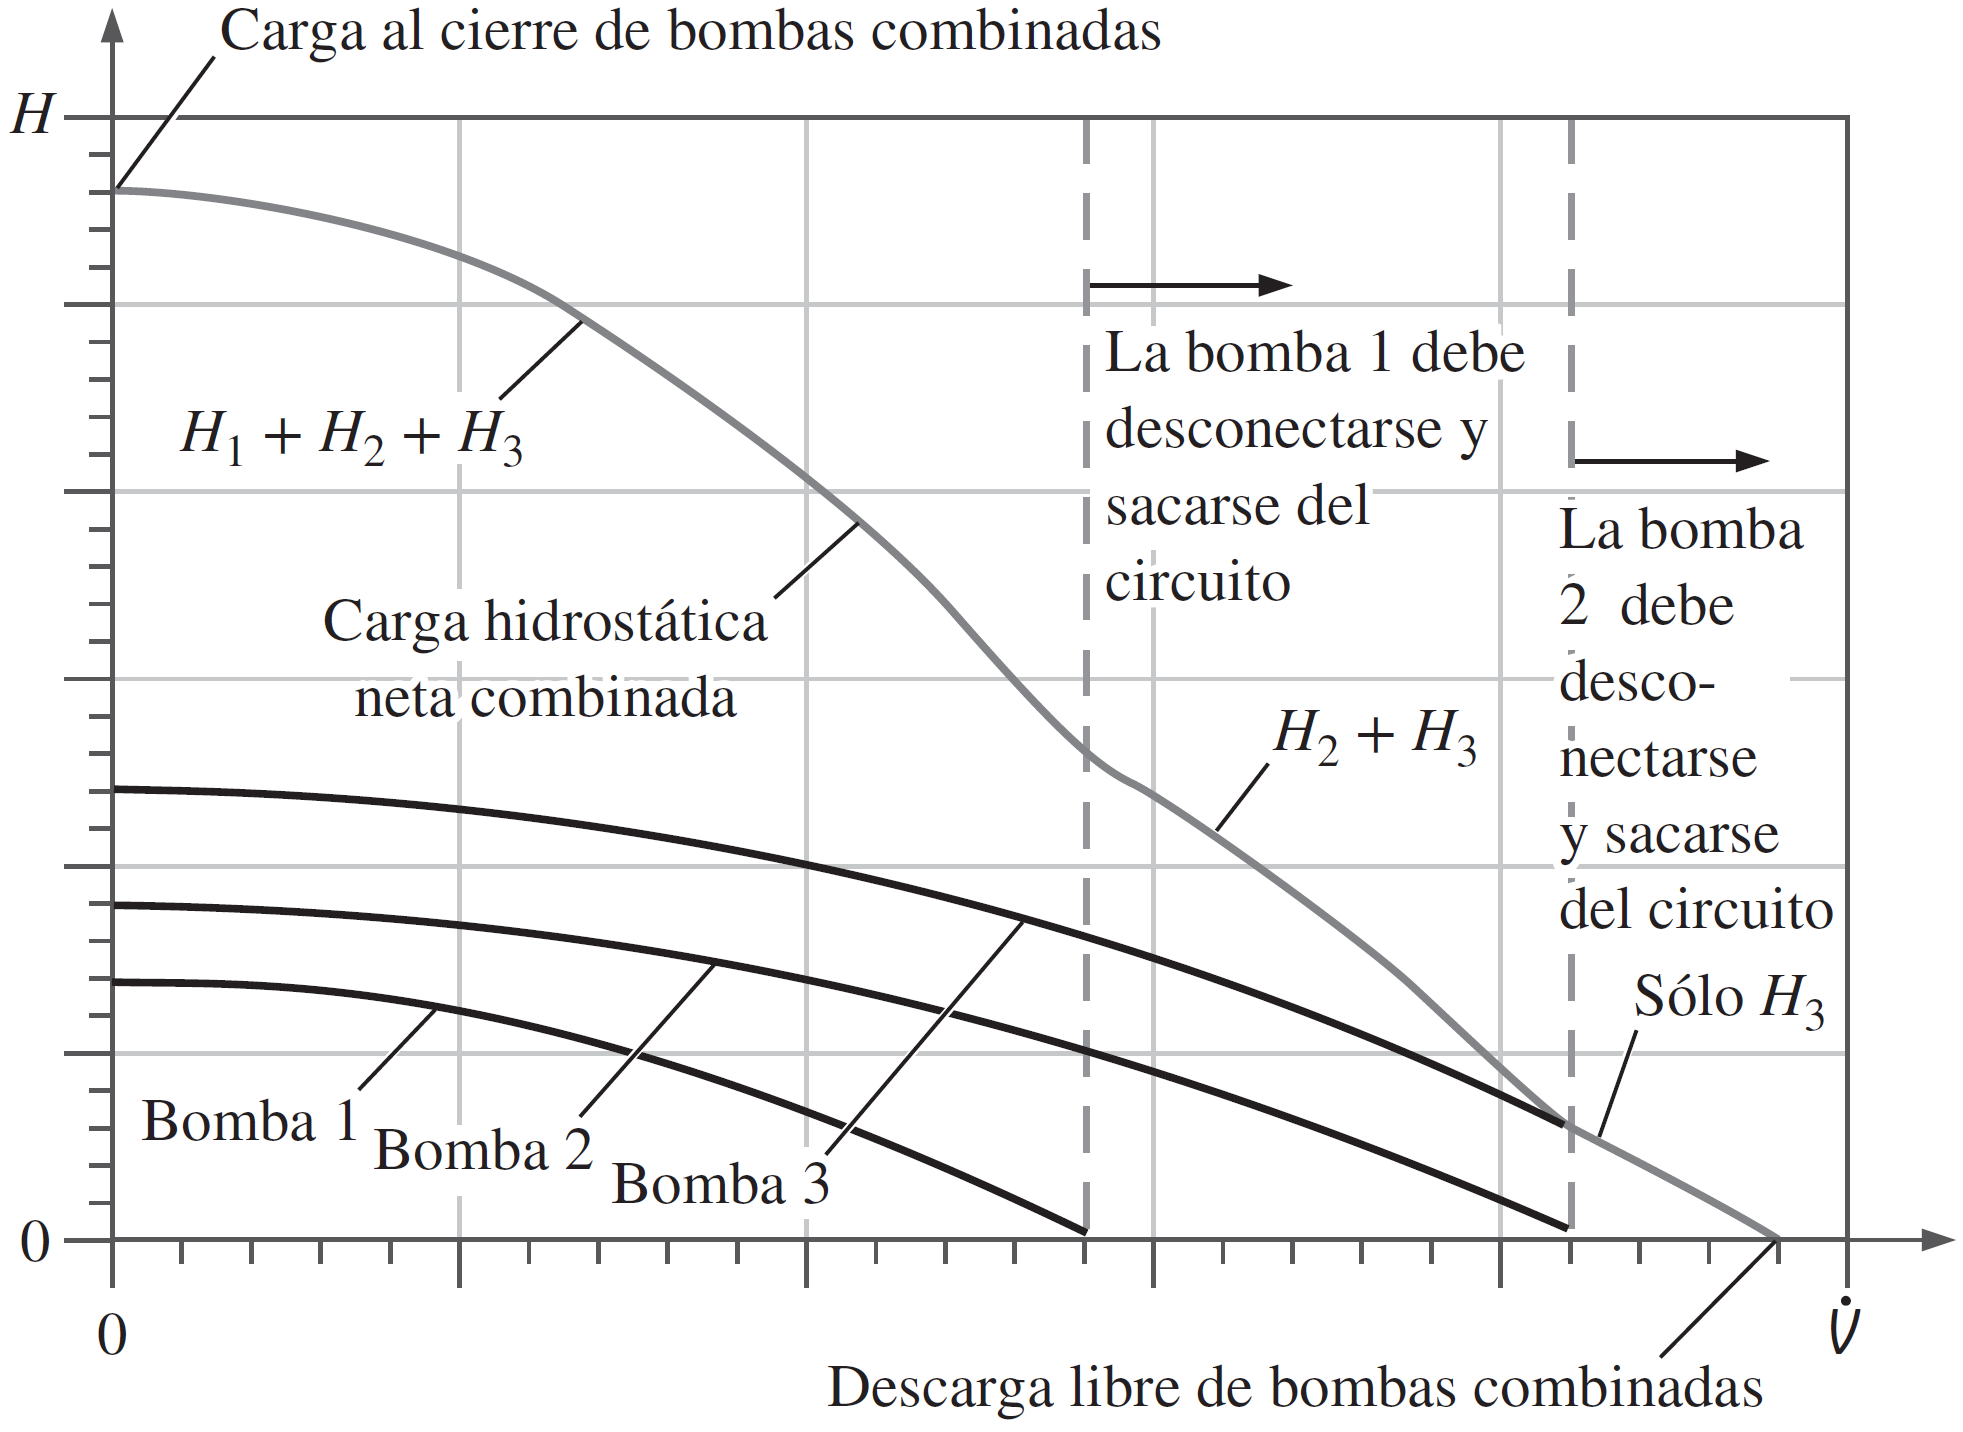 Carga al cierre de bombas combinadas
H
La bomba 1 debe
desconectarse y
sacarse del
circuito
H₁ + H₂ + H₃
La bomba
2 debe
desco-
nectarse
y sacarse
del circuito
Carga hidrostática
neta combinada
H₂ + H₃
Sólo H₃
Bomba 1
Bomba 2
Bomba 3
0
0
V̇
Descarga libre de bombas combinadas